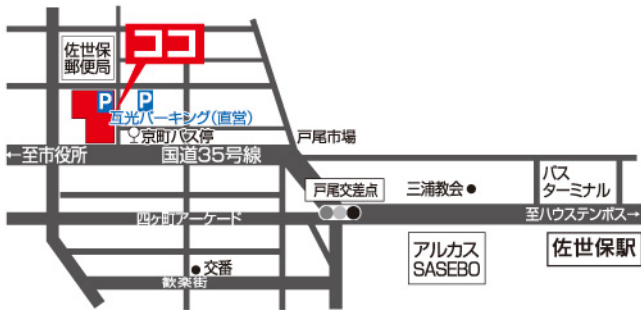 ココ
佐世保
郵便局
P
P
互光パーキング(直営)
京町バス停
戸尾市場
←至市役所
国道35号線
戸尾交差点
三浦教会
バス
ターミナル
四ヶ町アーケード
至ハウステンボス→
アルカス
SASEBO
佐世保駅
交番
歓楽街